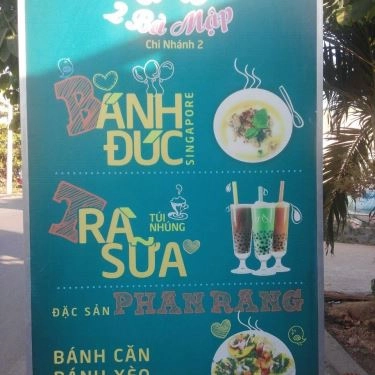 2 Bà Mập
Chi Nhánh 2
BÁNH
ĐÚC
SINGAPORE
TRÀ
SỮA
TÚI
NHÚNG
ĐẶC SẢN PHAN RANG
BÁNH CĂN
BÁNH XÈO